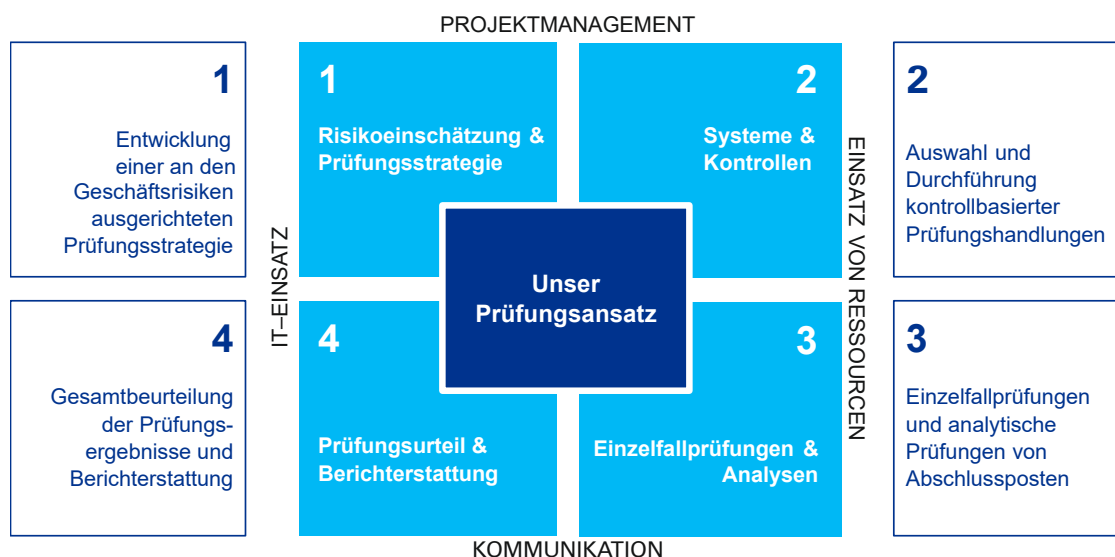 PROJEKTMANAGEMENT
1
Entwicklung
einer an den
Geschäftsrisiken
ausgerichteten
Prüfungsstrategie
1
Risikoeinschätzung &
Prüfungsstrategie
2
Systeme &
Kontrollen
2
Auswahl und
Durchführung
kontrollbasierter
Prüfungshandlungen
IT–EINSATZ
Unser
Prüfungsansatz
EINSATZ VON RESSOURCEN
4
Gesamtbeurteilung
der Prüfungs-
ergebnisse und
Berichterstattung
4
Prüfungsurteil &
Berichterstattung
3
Einzelfallprüfungen &
Analysen
3
Einzelfallprüfungen
und analytische
Prüfungen von
Abschlussposten
KOMMUNIKATION